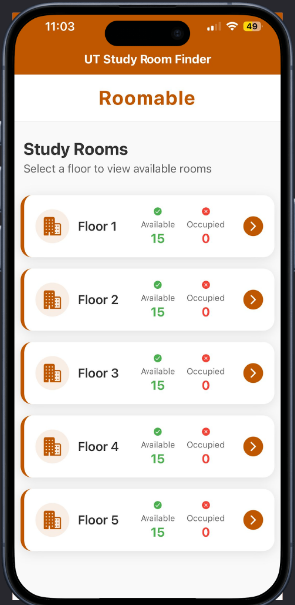 11:03
49
UT Study Room Finder
Roomable
Study Rooms
Select a floor to view available rooms
Floor 1
Available
15
Occupied
0
Floor 2
Available
15
Occupied
0
Floor 3
Available
15
Occupied
0
Floor 4
Available
15
Occupied
0
Floor 5
Available
15
Occupied
0